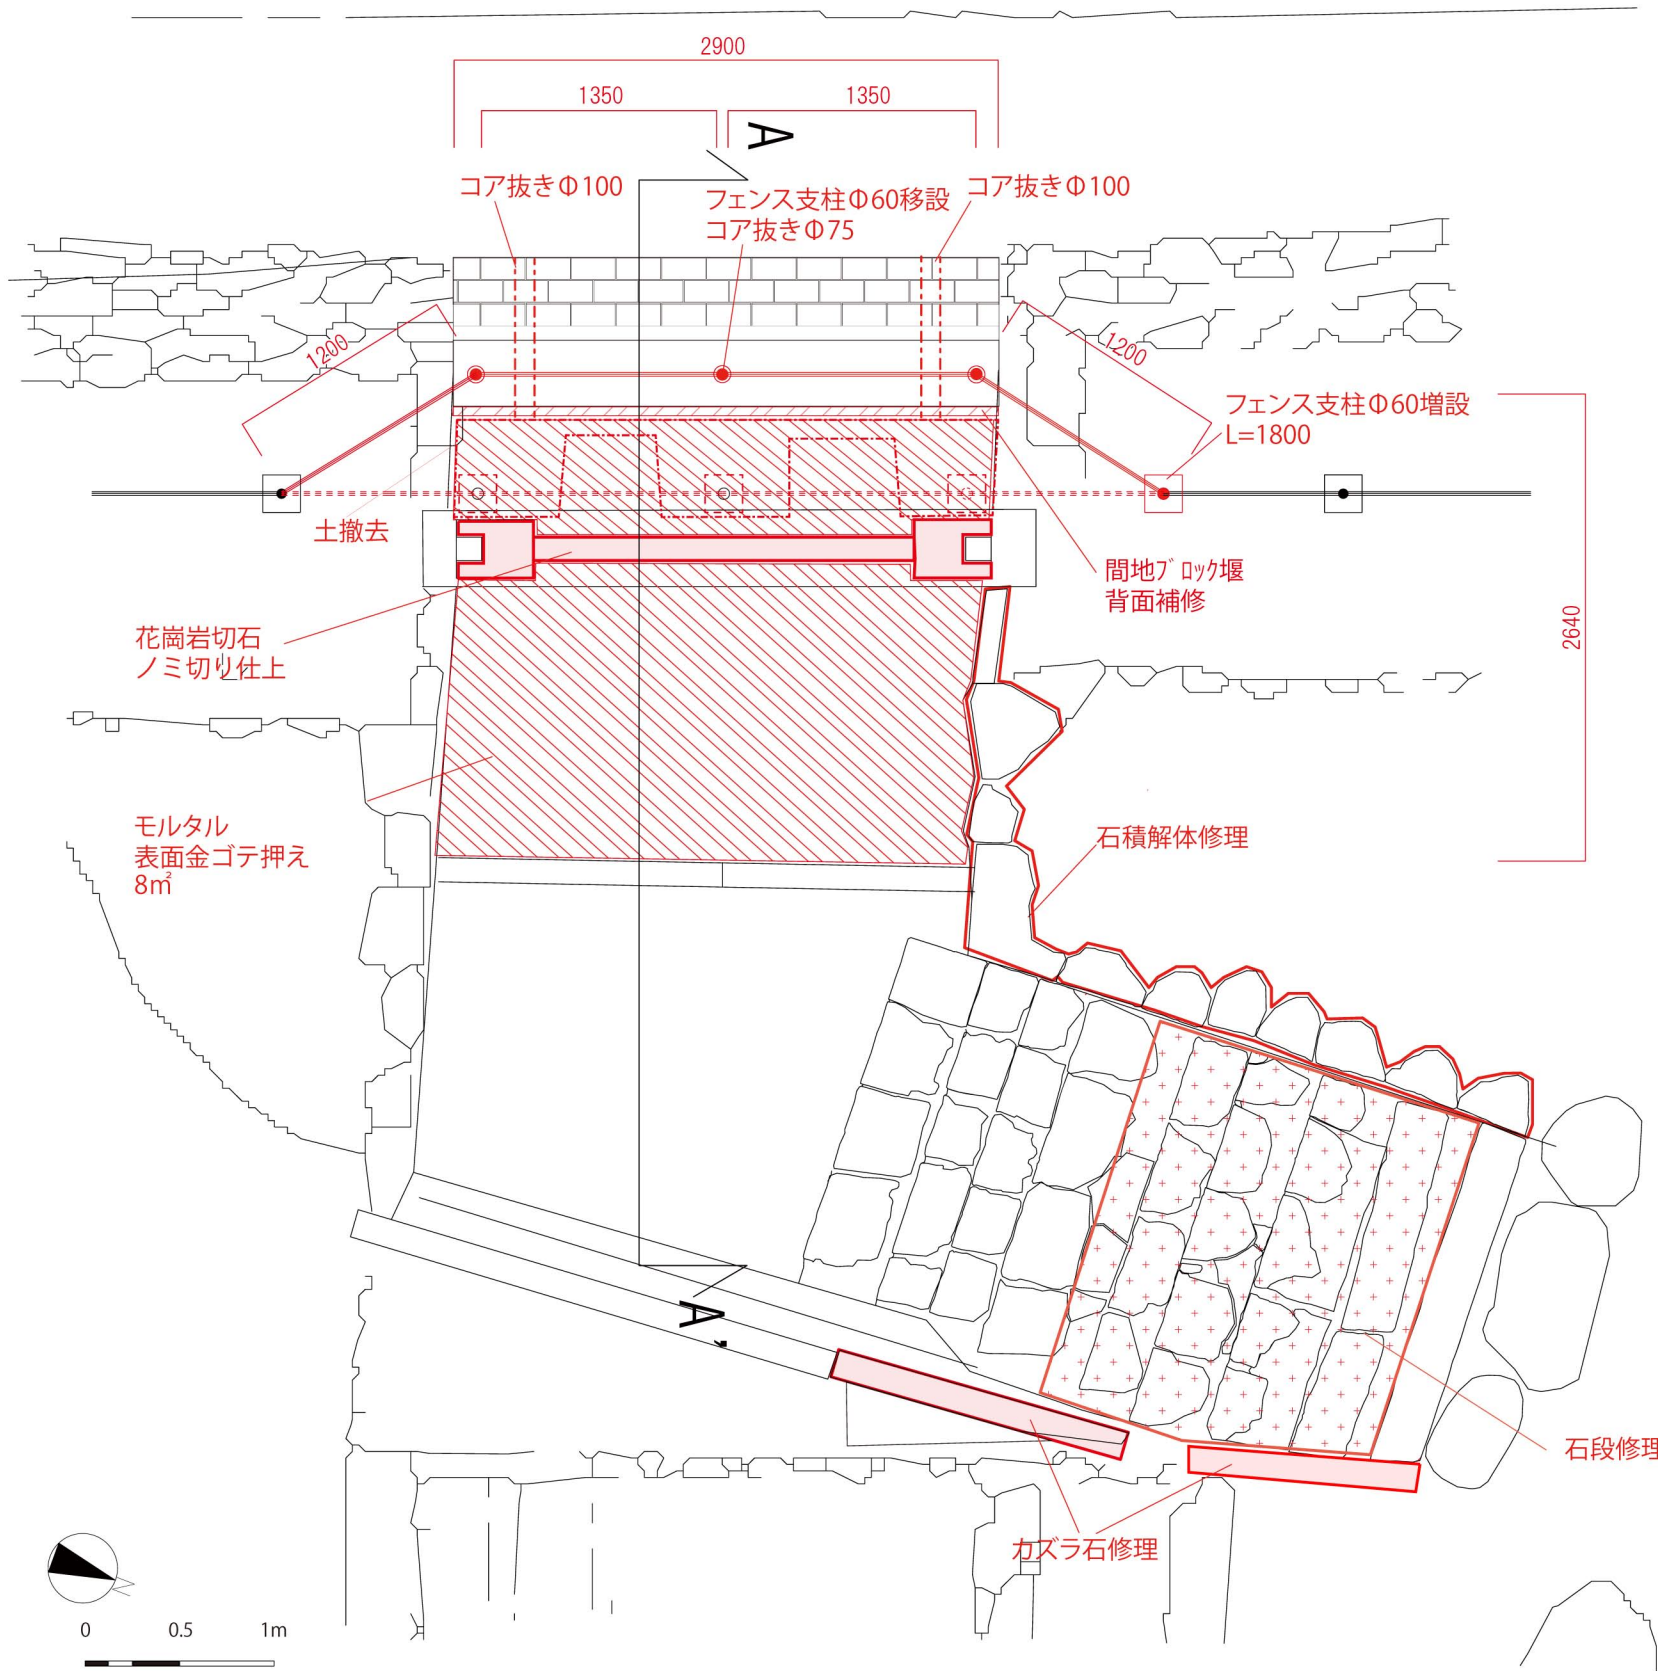 2900
1350
1350
A
コア抜きΦ100
フェンス支柱Φ60移設
コア抜きΦ75
コア抜きΦ100
1200
1200
フェンス支柱Φ60増設
L=1800
土撤去
間地ブロック堰
背面補修
2640
花崗岩切石
ノミ切り仕上
モルタル
表面金ゴテ押え
8㎡
石積解体修理
A'
石段修理
カズラ石修理
0 0.5 1m